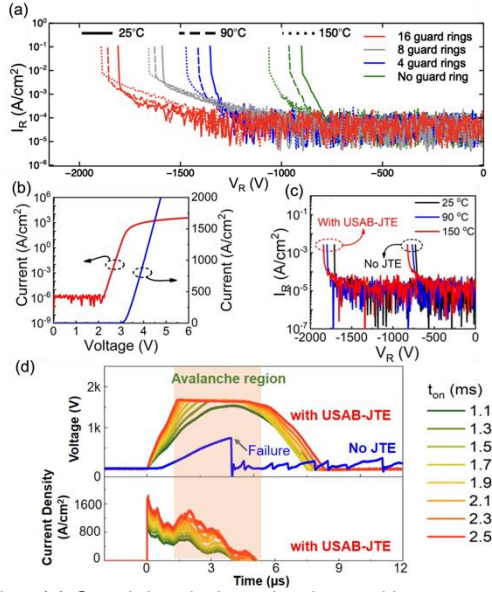 (a)
I_R (A/cm²)
10¹
10⁰
10⁻¹
10⁻²
10⁻³
10⁻⁴
10⁻⁵
10⁻⁶
25°C
90°C
150°C
16 guard rings
8 guard rings
4 guard rings
No guard ring
-2000
-1500
-1000
-500
0
V_R (V)
(b)
Current (A/cm²)
10⁶
10³
10⁰
10⁻³
10⁻⁶
10⁻⁹
2000
1500
1000
500
0
Current (A/cm²)
0 1 2 3 4 5 6
Voltage (V)
(c)
I_R (A/cm²)
10¹
10⁻¹
10⁻³
10⁻⁵
10⁻⁷
25 °C
90 °C
150 °C
With USAB-JTE
No JTE
-2000 -1500 -1000 -500 0
V_R (V)
(d)
Avalanche region
Voltage (V)
2k
1k
0
with USAB-JTE
No JTE
Failure
Current Density
(A/cm²)
1600
800
0
with USAB-JTE
0 3 6 9 12
Time (μs)
t_on (ms)
1.1
1.3
1.5
1.7
1.9
2.1
2.3
2.5